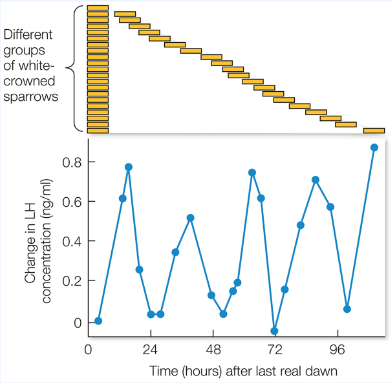 Different
groups
of white-
crowned
sparrows
Change in LH
concentration (ng/ml)
0.8
0.6
0.4
0.2
0
0 24 48 72 96
Time (hours) after last real dawn